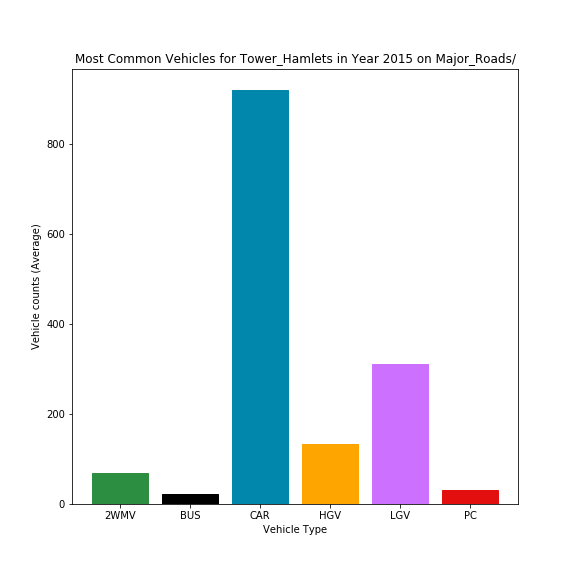 Most Common Vehicles for Tower_Hamlets in Year 2015 on Major_Roads/
Vehicle counts (Average)
800
600
400
200
0
2WMV BUS CAR HGV LGV PC
Vehicle Type